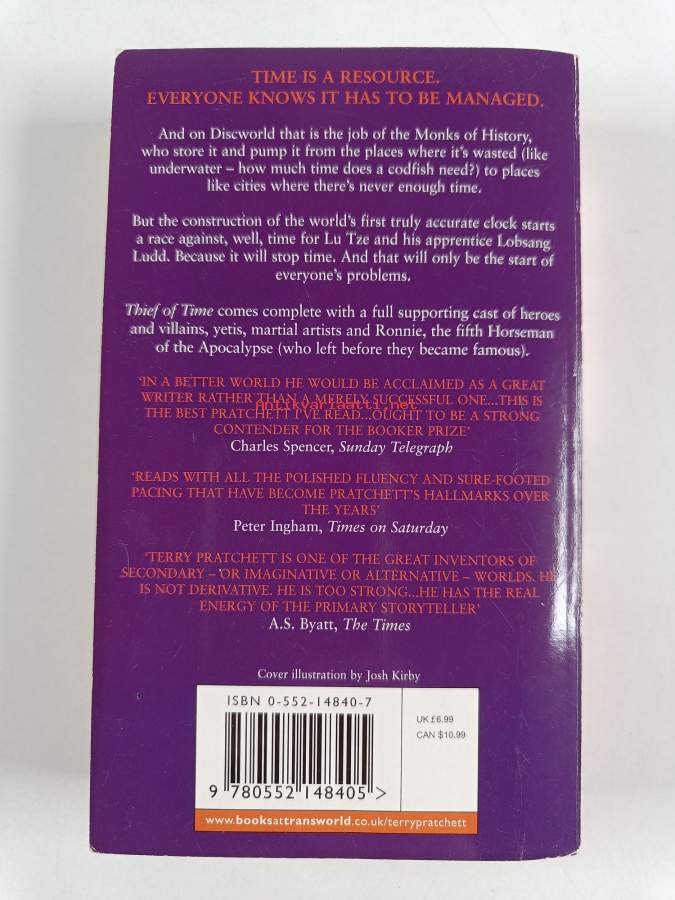 TIME IS A RESOURCE.
EVERYONE KNOWS IT HAS TO BE MANAGED.
And on Discworld that is the job of the Monks of History,
who store it and pump it from the places where it's wasted (like
underwater – how much time does a codfish need?) to places
like cities where there's never enough time.
But the construction of the world's first truly accurate clock starts
a race against, well, time for Lu Tze and his apprentice Lobsang
Ludd. Because it will stop time. And that will only be the start of
everyone's problems.
Thief of Time comes complete with a full supporting cast of heroes
and villains, yetis, martial artists and Ronnie, the fifth Horseman
of the Apocalypse (who left before they became famous).
'IN A BETTER WORLD HE WOULD BE ACCLAIMED AS A GREAT
WRITER RATHER THAN A MERELY SUCCESSFUL ONE...THIS IS
antikvariaatti.net
THE BEST PRATCHETT I'VE READ...OUGHT TO BE A STRONG
CONTENDER FOR THE BOOKER PRIZE'
Charles Spencer, Sunday Telegraph
'READS WITH ALL THE POLISHED FLUENCY AND SURE-FOOTED
PACING THAT HAVE BECOME PRATCHETT'S HALLMARKS OVER
THE YEARS'
Peter Ingham, Times on Saturday
'TERRY PRATCHETT IS ONE OF THE GREAT INVENTORS OF
SECONDARY – OR IMAGINATIVE OR ALTERNATIVE – WORLDS. HE
IS NOT DERIVATIVE. HE IS TOO STRONG...HE HAS THE REAL
ENERGY OF THE PRIMARY STORYTELLER'
A.S. Byatt, The Times
Cover illustration by Josh Kirby
ISBN 0-552-14840-7
UK £6.99
CAN $10.99
9 780552 148405 >
www.booksattransworld.co.uk/terrypratchett